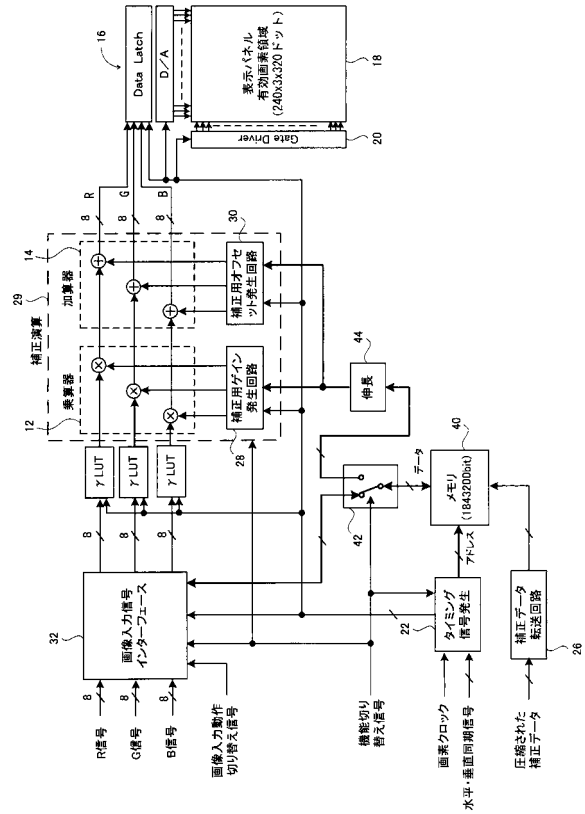 R信号
G信号
B信号
8
8
8
画像入力動作
切り替え信号
機能切り
替え信号
画素クロック
水平・垂直同期信号
圧縮された
補正データ
32
画像入力信号
インターフェース
8
8
8
γLUT
γLUT
γLUT
補正演算
29
12
乗算器
×
×
×
補正用ゲイン
発生回路
28
14
加算器
+
+
+
補正用オフセ
ット発生回路
30
8
8
8
R
G
B
16
Data Latch
D/A
表示パネル
有効画素領域
(240x3x320ドット)
18
Gate Driver
20
42
伸長
44
データ
メモリ
(1843200bit)
40
アドレス
22
タイミング
信号発生
補正データ
転送回路
26